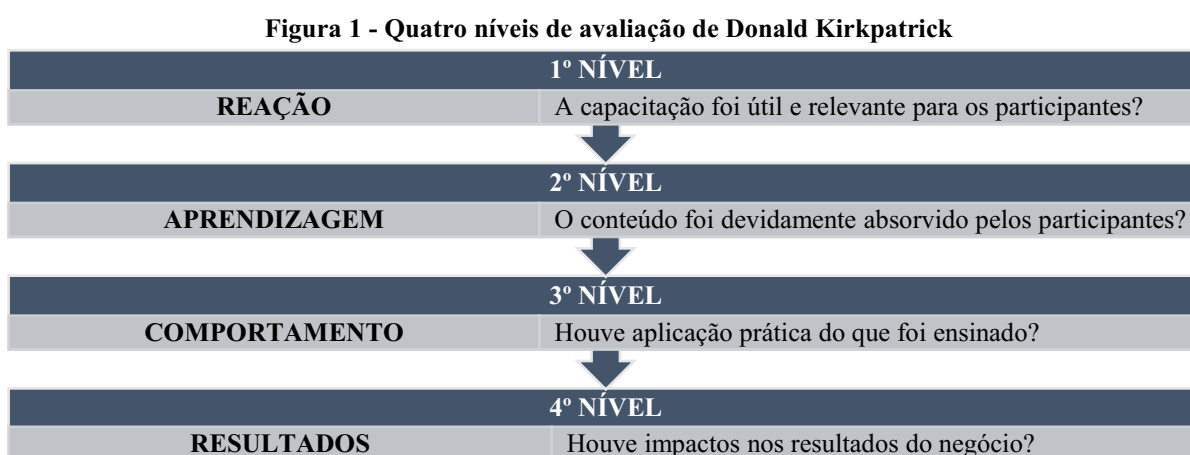 Figura 1 - Quatro níveis de avaliação de Donald Kirkpatrick
1º NÍVEL
REAÇÃO A capacitação foi útil e relevante para os participantes?
2º NÍVEL
APRENDIZAGEM O conteúdo foi devidamente absorvido pelos participantes?
3º NÍVEL
COMPORTAMENTO Houve aplicação prática do que foi ensinado?
4º NÍVEL
RESULTADOS Houve impactos nos resultados do negócio?